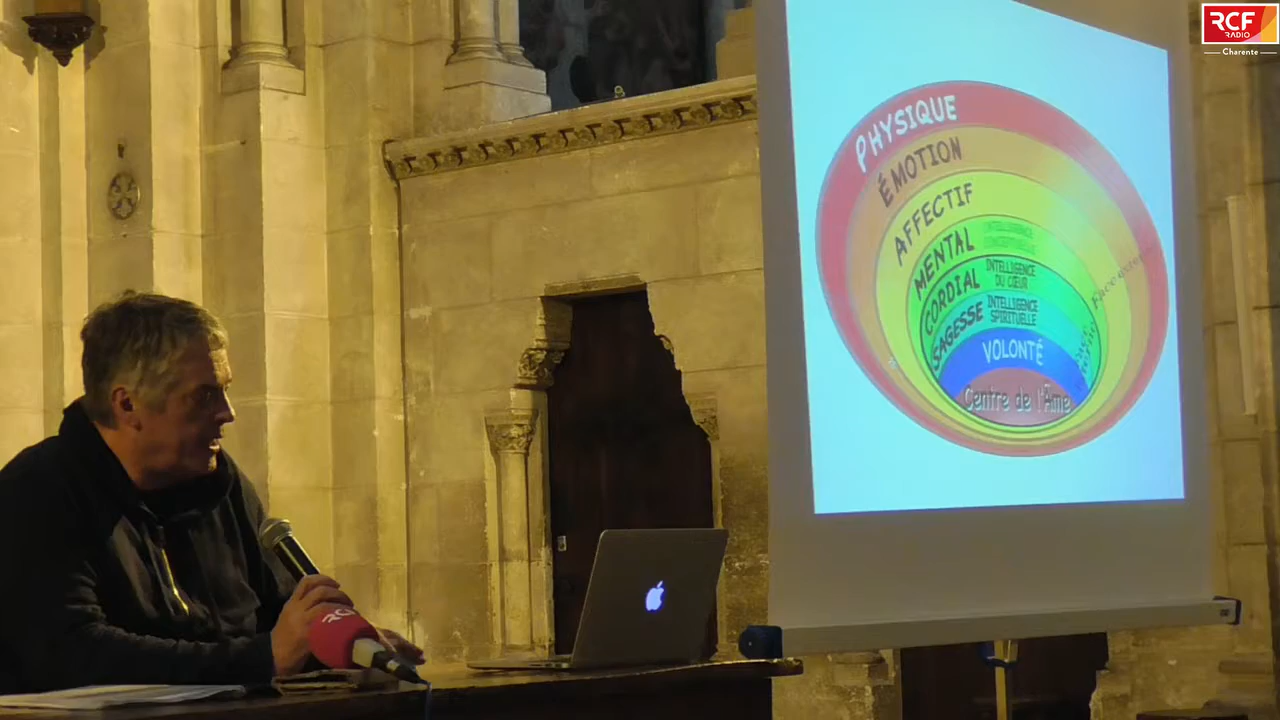 RCF
RADIO
Charente
PHYSIQUE
ÉMOTION
AFFECTIF
MENTAL
INTELLIGENCE
CORDIAL
INTELLIGENCE
DU CŒUR
SAGESSE
INTELLIGENCE
SPIRITUELLE
VOLONTÉ
Centre de l'Âme
RCF